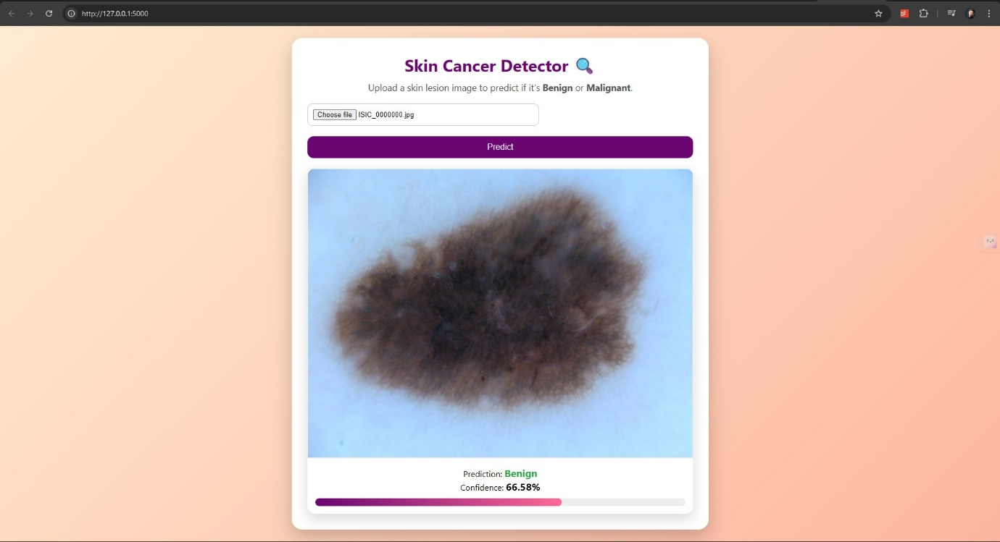 http://127.0.0.1:5000
Skin Cancer Detector 🔍
Upload a skin lesion image to predict if it's Benign or Malignant.
Choose file ISIC_0000000.jpg
Predict
Prediction: Benign
Confidence: 66.58%